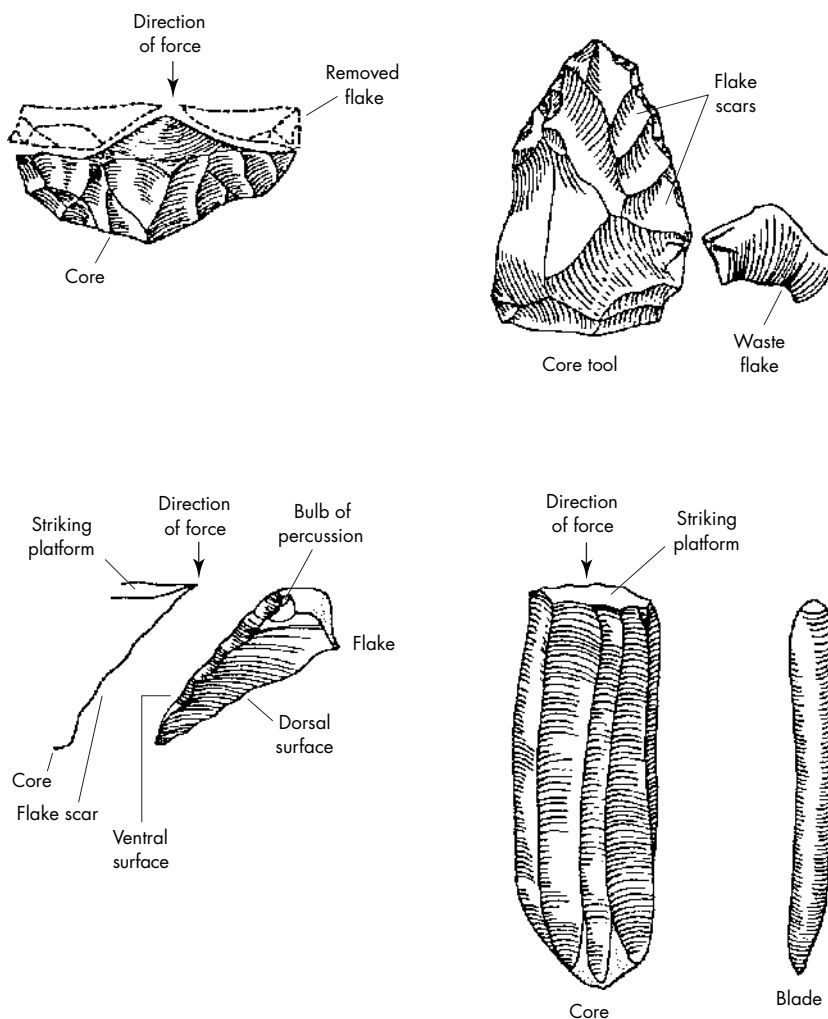 Direction
of force
Removed
flake
Core
Flake
scars
Core tool
Waste
flake
Striking
platform
Direction
of force
Bulb of
percussion
Flake
Dorsal
surface
Core
Flake scar
Ventral
surface
Direction
of force
Striking
platform
Core
Blade